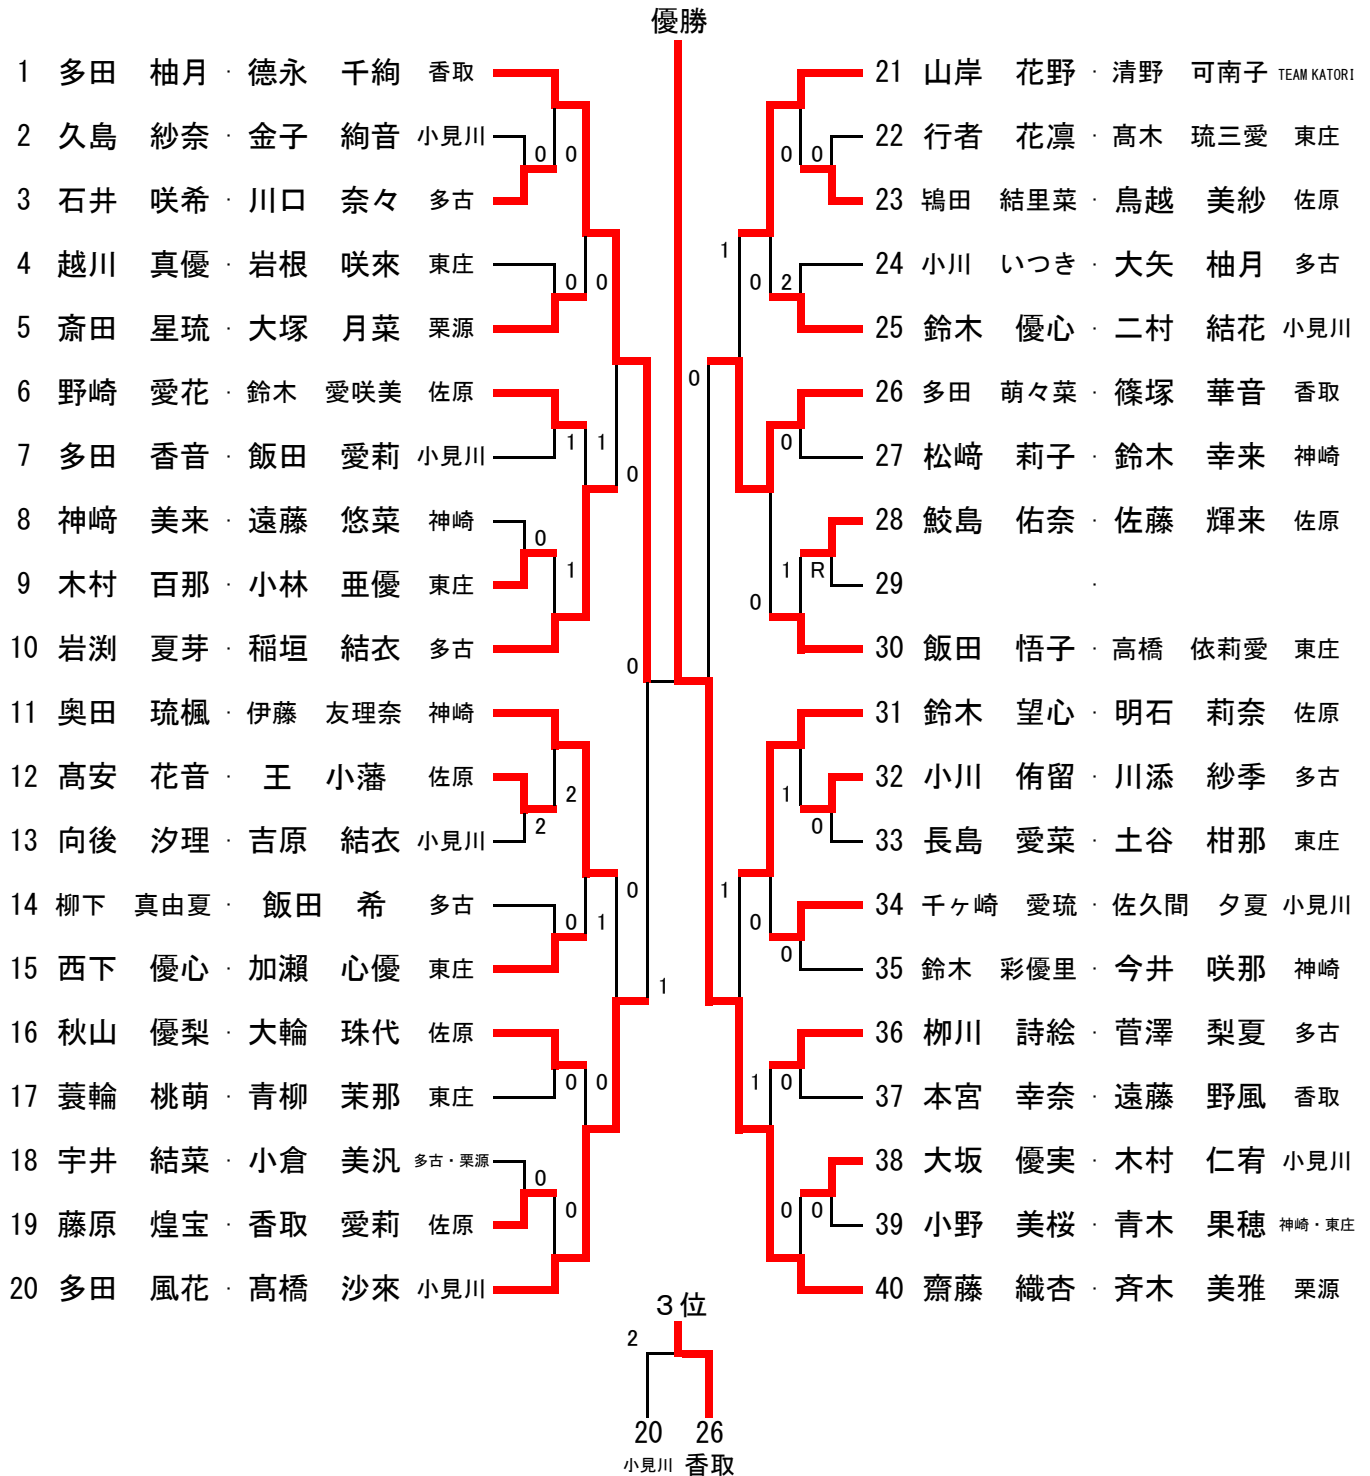 優勝
1 多田 柚月 · 德永 千絢 香取
2 久島 紗奈 · 金子 絢音 小見川
3 石井 咲希 · 川口 奈々 多古
4 越川 真優 · 岩根 咲來 東庄
5 斎田 星琉 · 大塚 月菜 栗源
6 野崎 愛花 · 鈴木 愛咲美 佐原
7 多田 香音 · 飯田 愛莉 小見川
8 神﨑 美来 · 遠藤 悠菜 神崎
9 木村 百那 · 小林 亜優 東庄
10 岩渕 夏芽 · 稲垣 結衣 多古
11 奥田 琉楓 · 伊藤 友理奈 神崎
12 髙安 花音 · 王 小藩 佐原
13 向後 汐理 · 吉原 結衣 小見川
14 柳下 真由夏 · 飯田 希 多古
15 西下 優心 · 加瀬 心優 東庄
16 秋山 優梨 · 大輪 珠代 佐原
17 蓑輪 桃萌 · 青柳 茉那 東庄
18 宇井 結菜 · 小倉 美汎 多古・栗源
19 藤原 煌宝 · 香取 愛莉 佐原
20 多田 風花 · 髙橋 沙來 小見川
0 0
0 0
1 1
0
1
0
0
2
2
0 1
0
1
0 0
0
0
21 山岸 花野 · 清野 可南子 TEAM KATORI
22 行者 花凛 · 髙木 琉三愛 東庄
23 鴇田 結里菜 · 鳥越 美紗 佐原
24 小川 いつき · 大矢 柚月 多古
25 鈴木 優心 · 二村 結花 小見川
26 多田 萌々菜 · 篠塚 華音 香取
27 松﨑 莉子 · 鈴木 幸来 神崎
28 鮫島 佑奈 · 佐藤 輝来 佐原
29 ·
30 飯田 悟子 · 高橋 依莉愛 東庄
31 鈴木 望心 · 明石 莉奈 佐原
32 小川 侑留 · 川添 紗季 多古
33 長島 愛菜 · 土谷 柑那 東庄
34 千ヶ崎 愛琉 · 佐久間 夕夏 小見川
35 鈴木 彩優里 · 今井 咲那 神崎
36 栁川 詩絵 · 菅澤 梨夏 多古
37 本宮 幸奈 · 遠藤 野風 香取
38 大坂 優実 · 木村 仁宥 小見川
39 小野 美桜 · 青木 果穂 神崎・東庄
40 齋藤 織杏 · 斉木 美雅 栗源
0 0
1
0 2
0
0
1 R
0
1
0
1
0
0
1 0
0 0
３位
2
20 26
小見川 香取